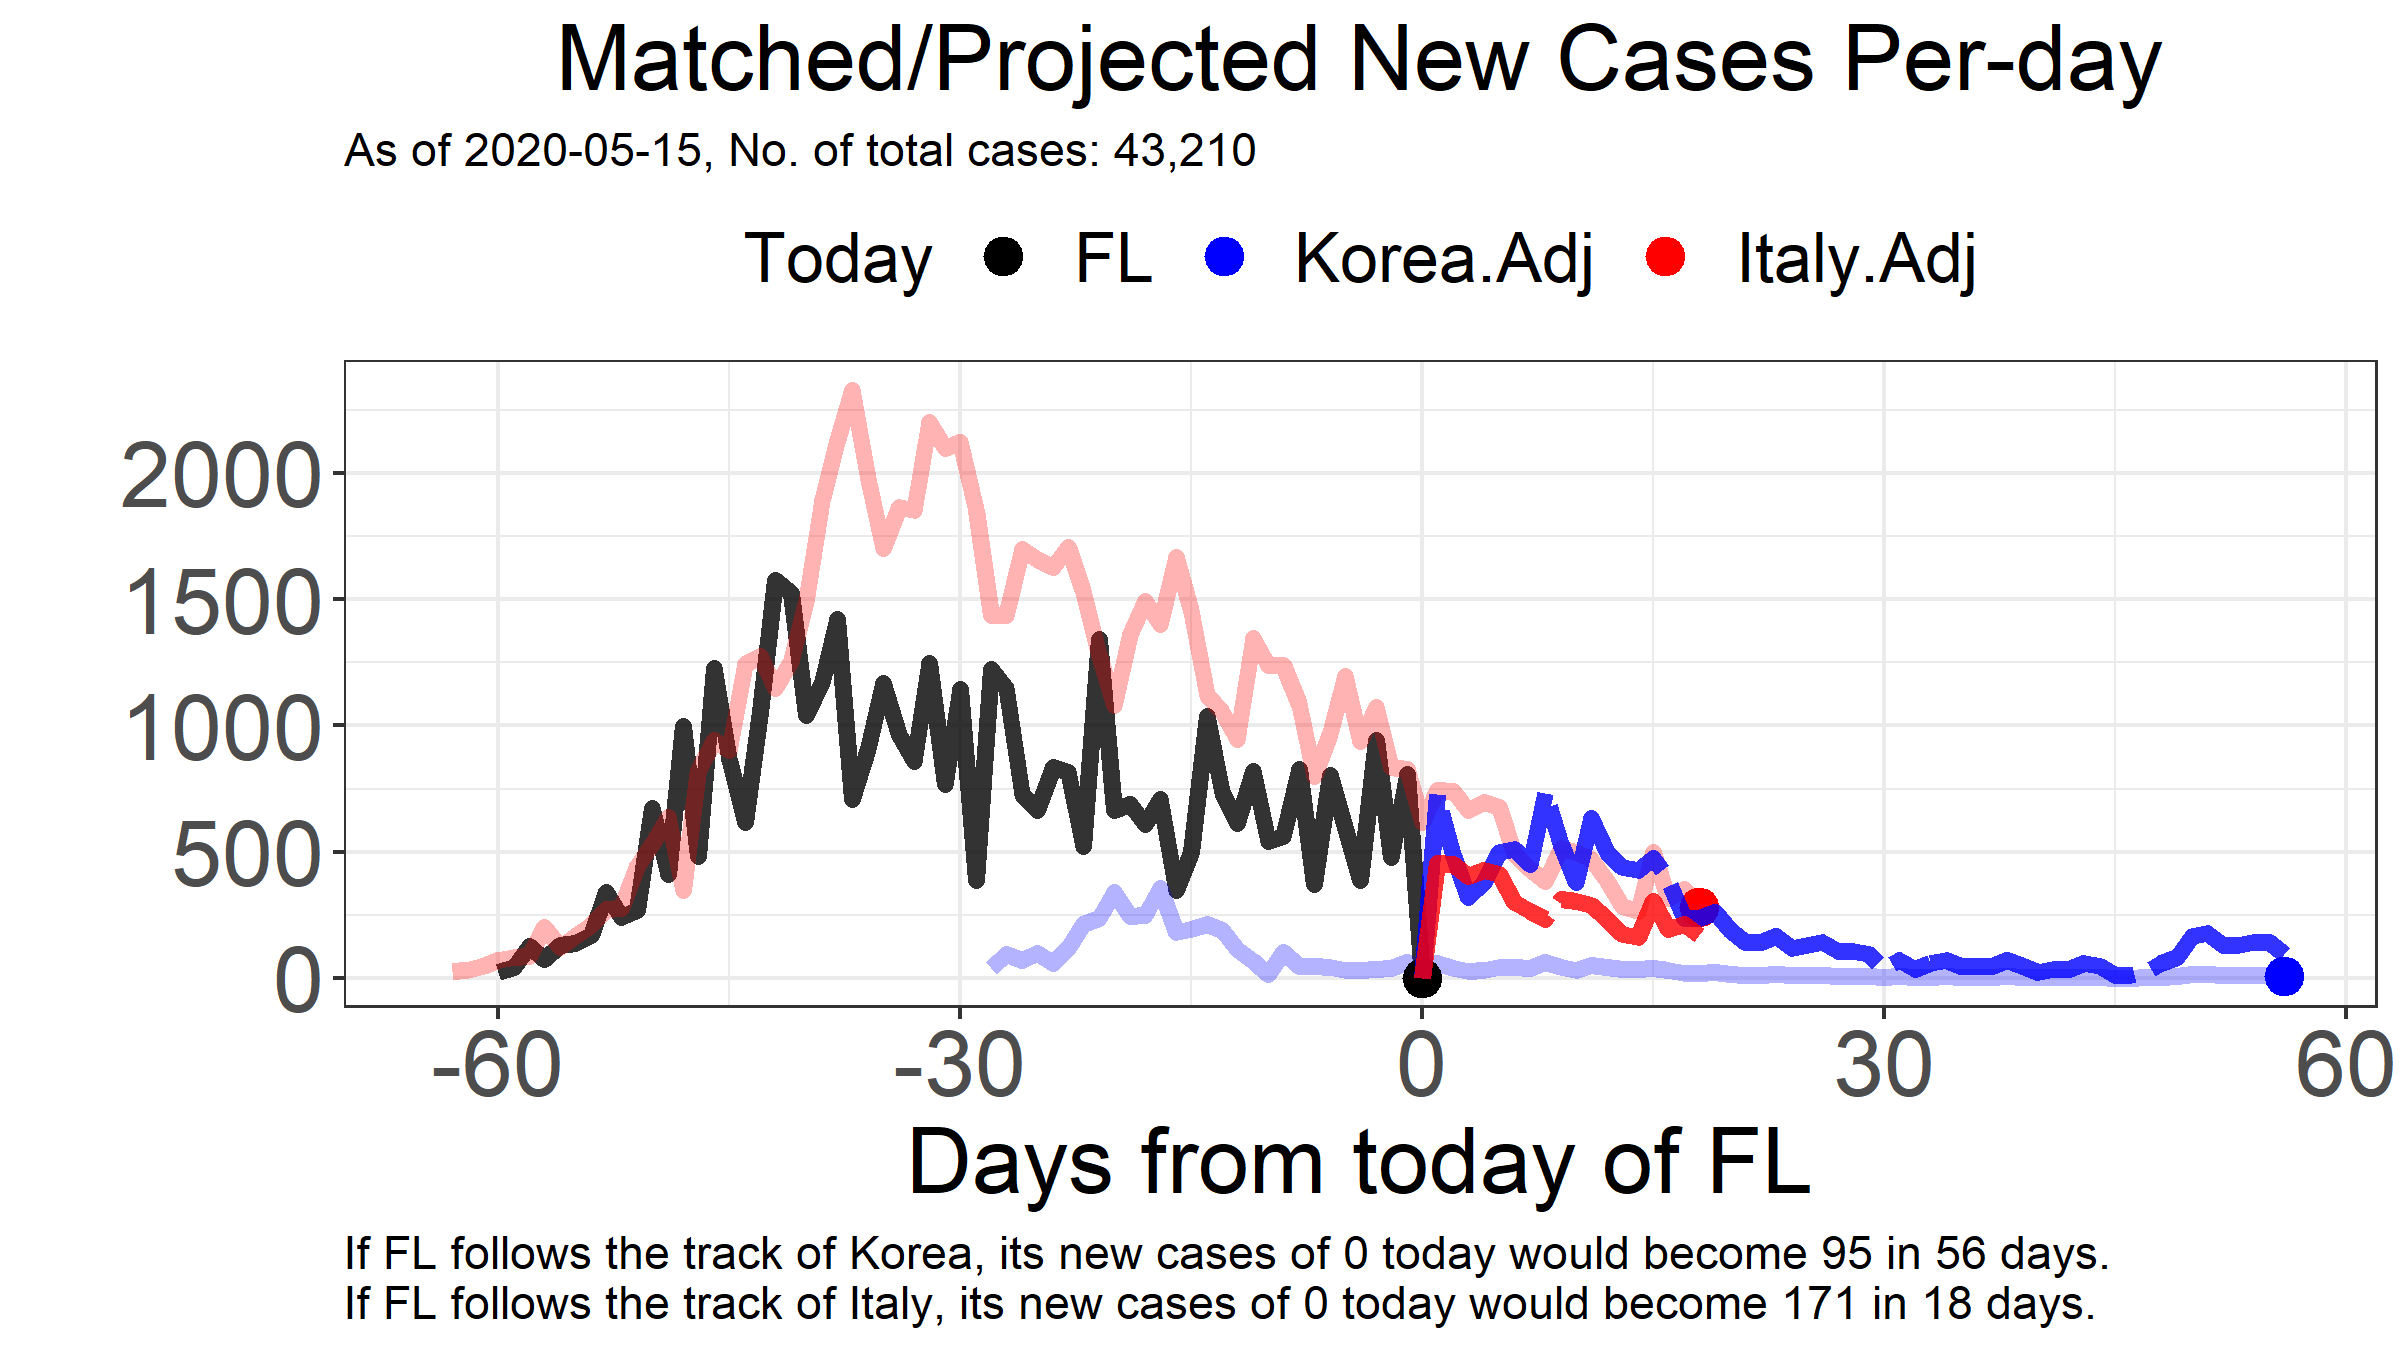 Matched/Projected New Cases Per-day
As of 2020-05-15, No. of total cases: 43,210
Today FL Korea.Adj Italy.Adj
2000
1500
1000
500
0
-60 -30 0 30 60
Days from today of FL
If FL follows the track of Korea, its new cases of 0 today would become 95 in 56 days.
If FL follows the track of Italy, its new cases of 0 today would become 171 in 18 days.